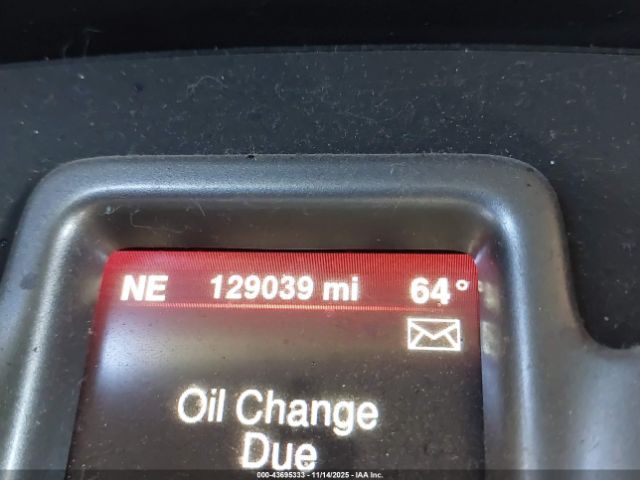 NE 129039 mi 64°
Oil Change
Due
000-43695333 - 11/14/2025 - IAA Inc.